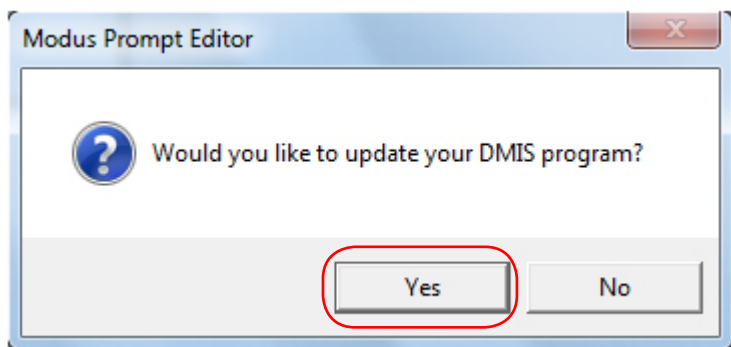 Modus Prompt Editor
Would you like to update your DMIS program?
Yes No